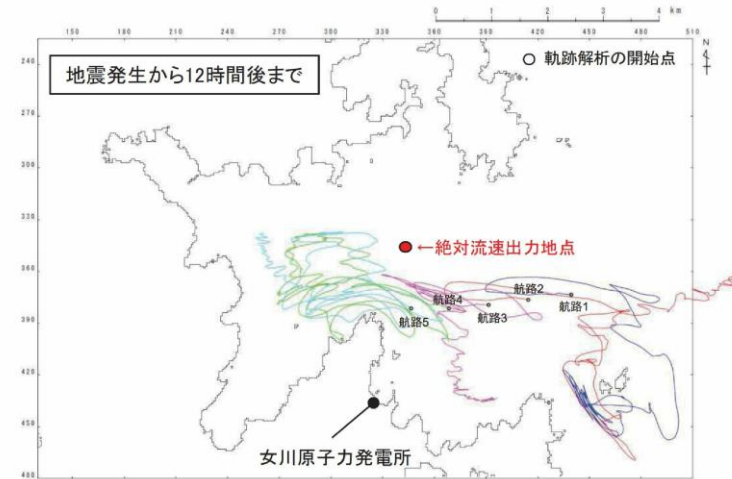 0 1 2 3 4 km
130 150 180 210 240 270 300 330 360 390 420 450 480 510
N
地震発生から12時間後まで
軌跡解析の開始点
240
270
300
330
←絶対流速出力地点
360
航路4 航路2
航路5 航路3 航路1
390
420
女川原子力発電所
450
480